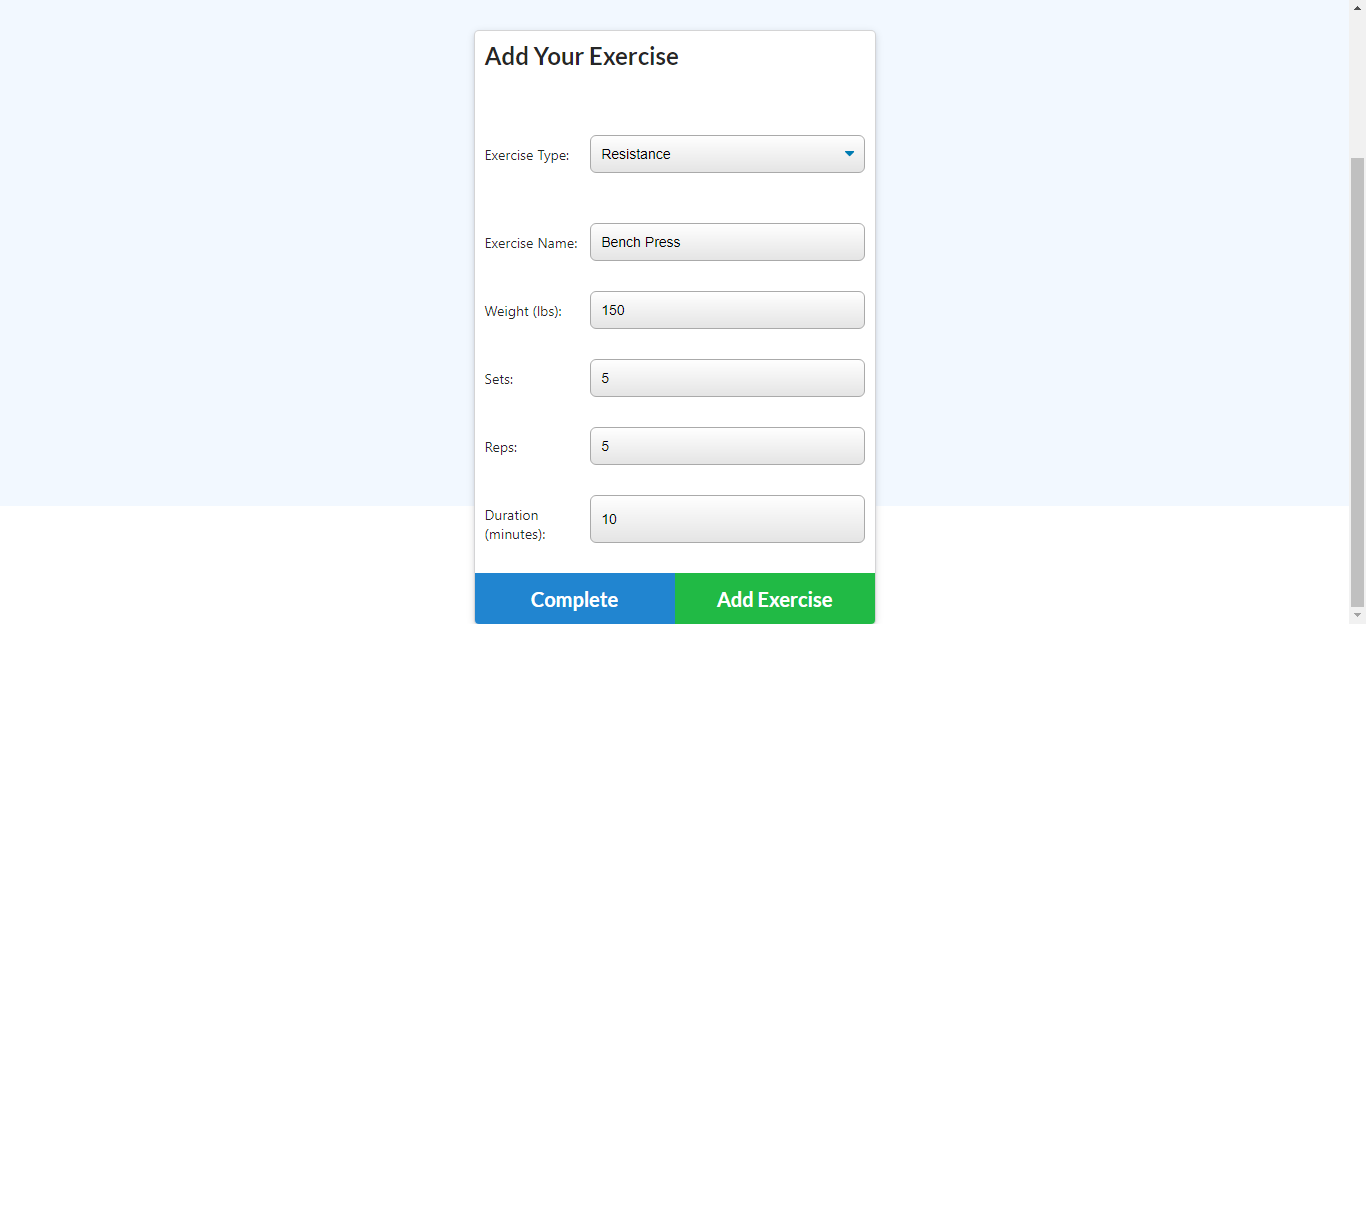 Add Your Exercise
Exercise Type: Resistance
Exercise Name: Bench Press
Weight (lbs): 150
Sets: 5
Reps: 5
Duration
(minutes): 10
Complete Add Exercise